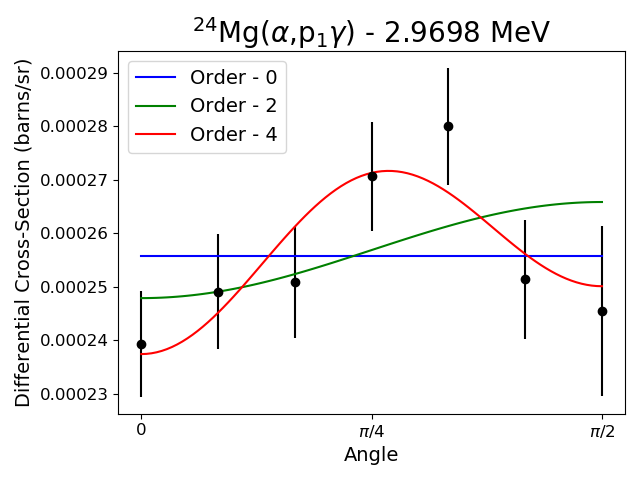 ²⁴Mg(α,p₁γ) - 2.9698 MeV
Differential Cross-Section (barns/sr)
0.00029
0.00028
0.00027
0.00026
0.00025
0.00024
0.00023
Order - 0
Order - 2
Order - 4
0
π/4
π/2
Angle